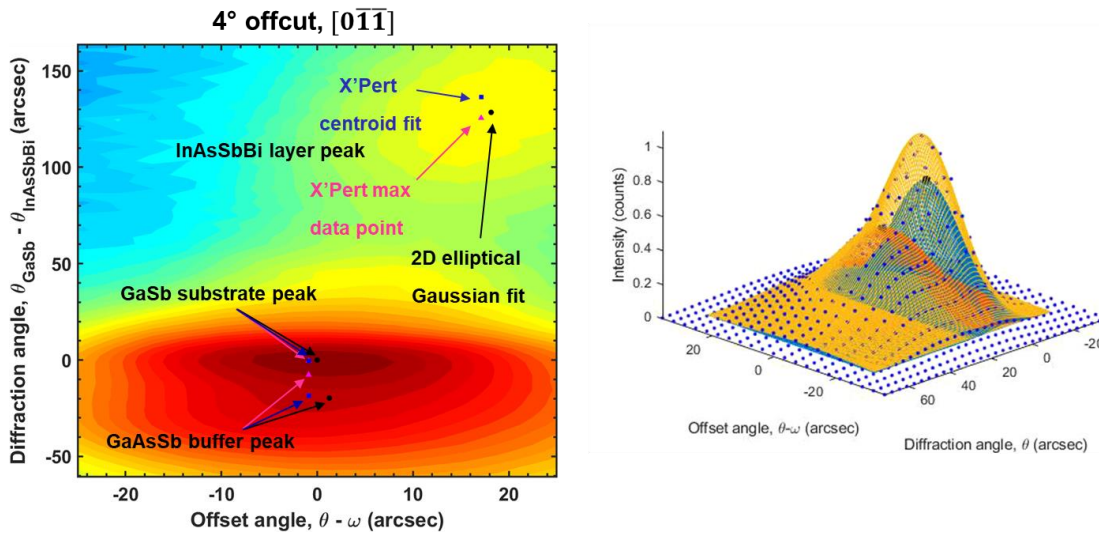 4° offcut, [01̅1̅]
Diffraction angle, θGaSb - θInAsSbBi (arcsec)
150
100
50
0
-50
X'Pert
centroid fit
InAsSbBi layer peak
X'Pert max
data point
2D elliptical
Gaussian fit
GaSb substrate peak
GaAsSb buffer peak
-20
-10
0
10
20
Offset angle, θ - ω (arcsec)
Intensity (counts)
1
0.8
0.6
0.4
0.2
0
20
0
-20
Offset angle, θ-ω (arcsec)
60
40
20
0
-20
Diffraction angle, θ (arcsec)